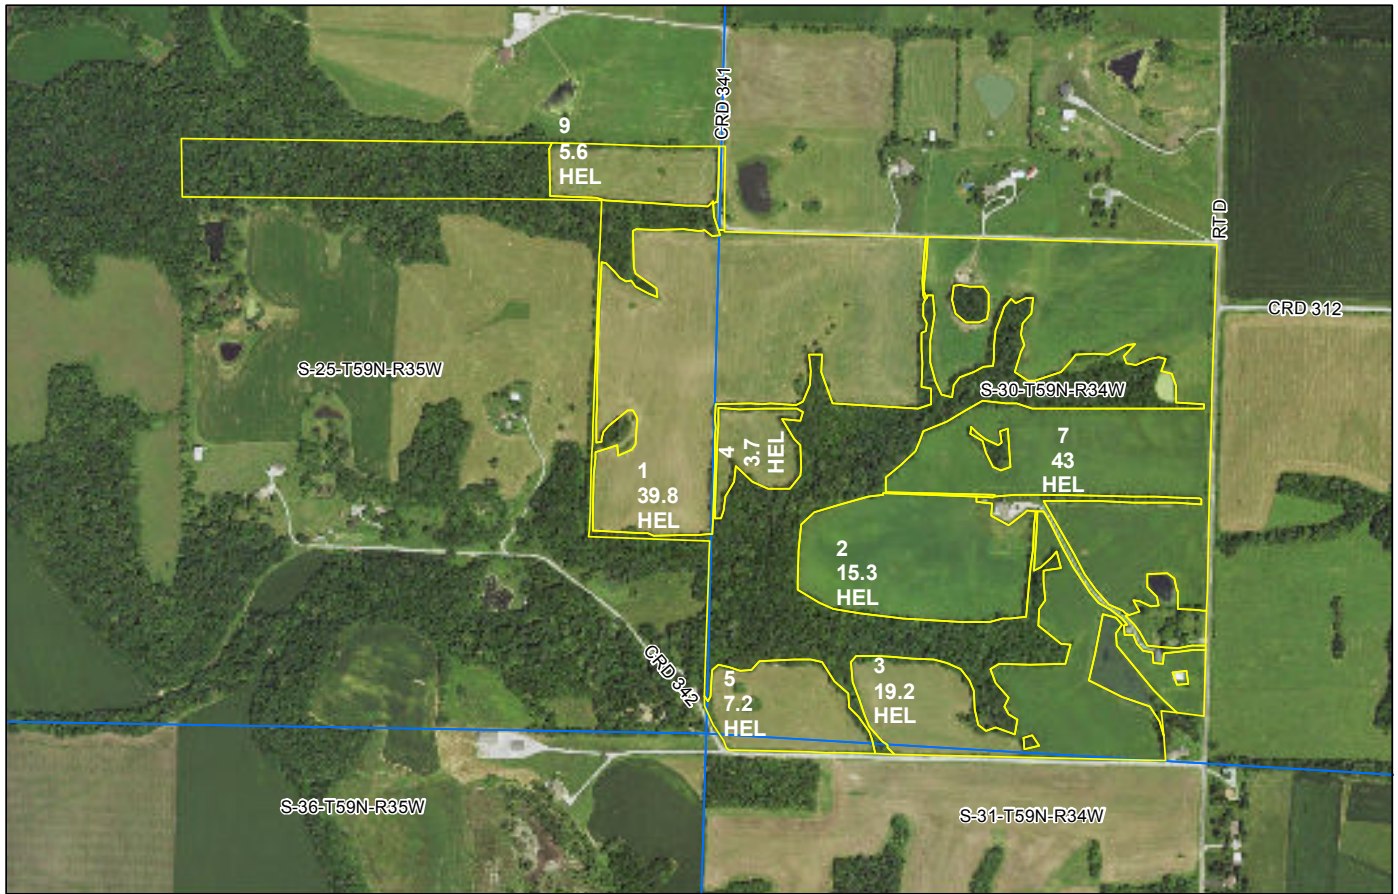 CRD 341
9
5.6
HEL
RT D
CRD 312
S-25-T59N-R35W
S-30-T59N-R34W
4
3.7
HEL
7
43
HEL
1
39.8
HEL
2
15.3
HEL
CRD 342
5
7.2
HEL
3
19.2
HEL
S-36-T59N-R35W
S-31-T59N-R34W